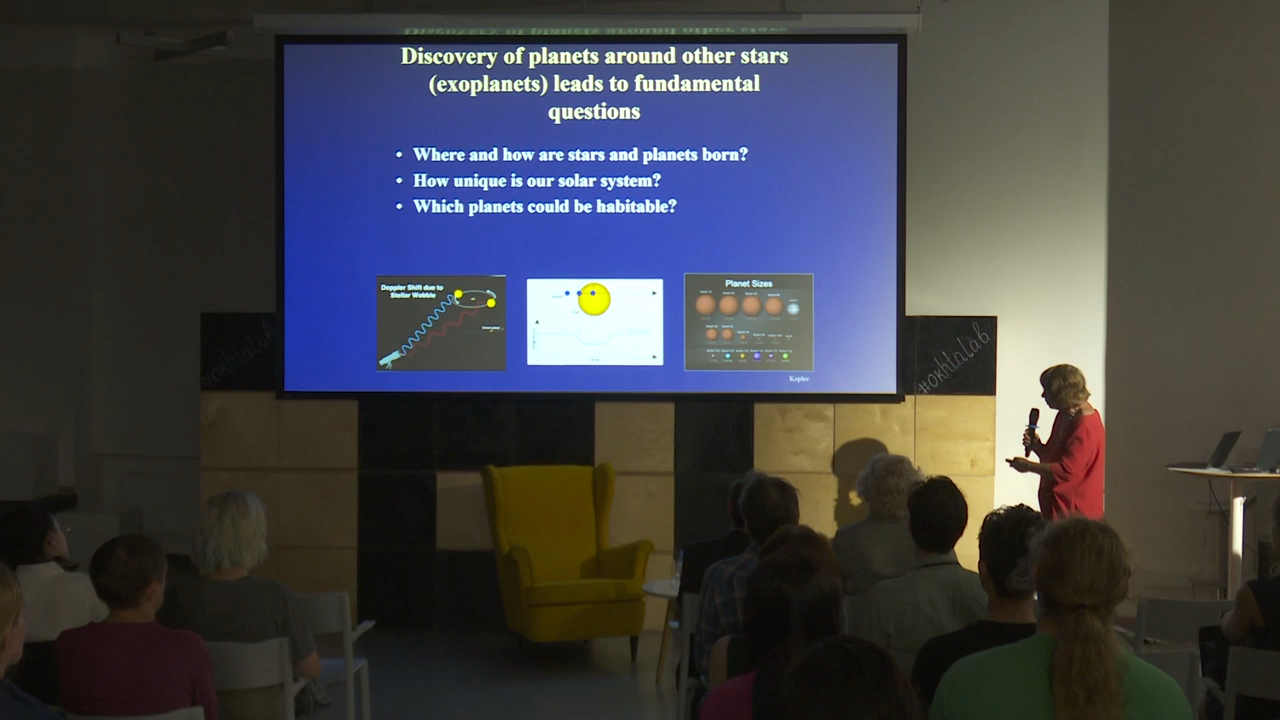 Discovery of planets around other stars
(exoplanets) leads to fundamental
questions
• Where and how are stars and planets born?
• How unique is our solar system?
• Which planets could be habitable?
Doppler Shift due to
Stellar Wobble
Planet Sizes
Kepler
#okhtalab